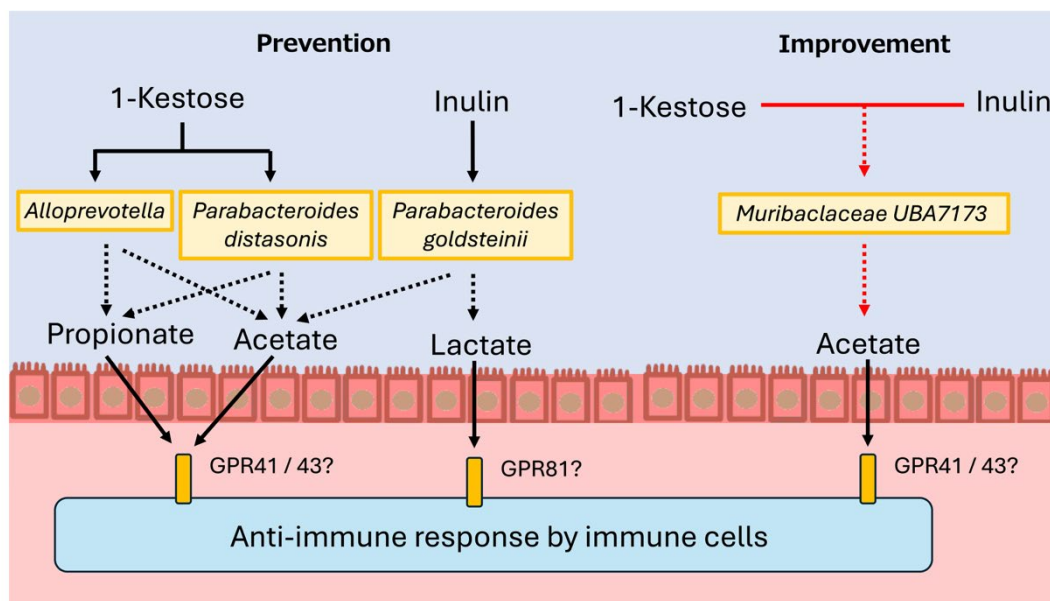 Prevention
1-Kestose
Inulin
Alloprevotella
Parabacteroides
distasonis
Parabacteroides
goldsteinii
Propionate
Acetate
Lactate
GPR41 / 43?
GPR81?
Improvement
1-Kestose
Inulin
Muribaclaceae UBA7173
Acetate
GPR41 / 43?
Anti-immune response by immune cells